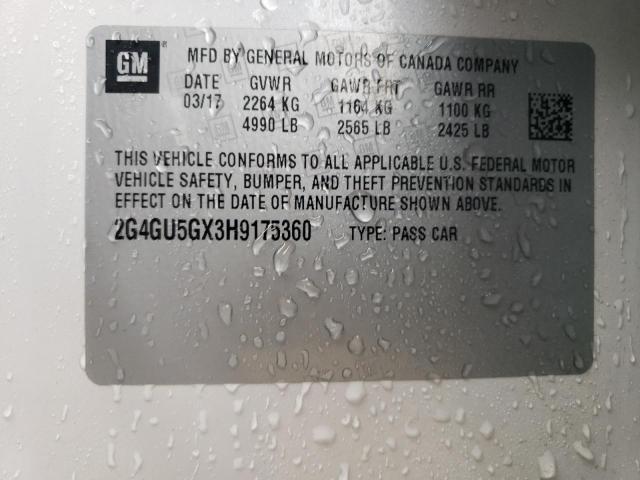 GM ®
MFD BY GENERAL MOTORS OF CANADA COMPANY
DATE GVWR GAWR FRT GAWR RR
03/17 2264 KG 1164 KG 1100 KG
4990 LB 2565 LB 2425 LB
THIS VEHICLE CONFORMS TO ALL APPLICABLE U.S. FEDERAL MOTOR
VEHICLE SAFETY, BUMPER, AND THEFT PREVENTION STANDARDS IN
EFFECT ON THE DATE OF MANUFACTURE SHOWN ABOVE.
2G4GU5GX3H9175360 TYPE: PASS CAR